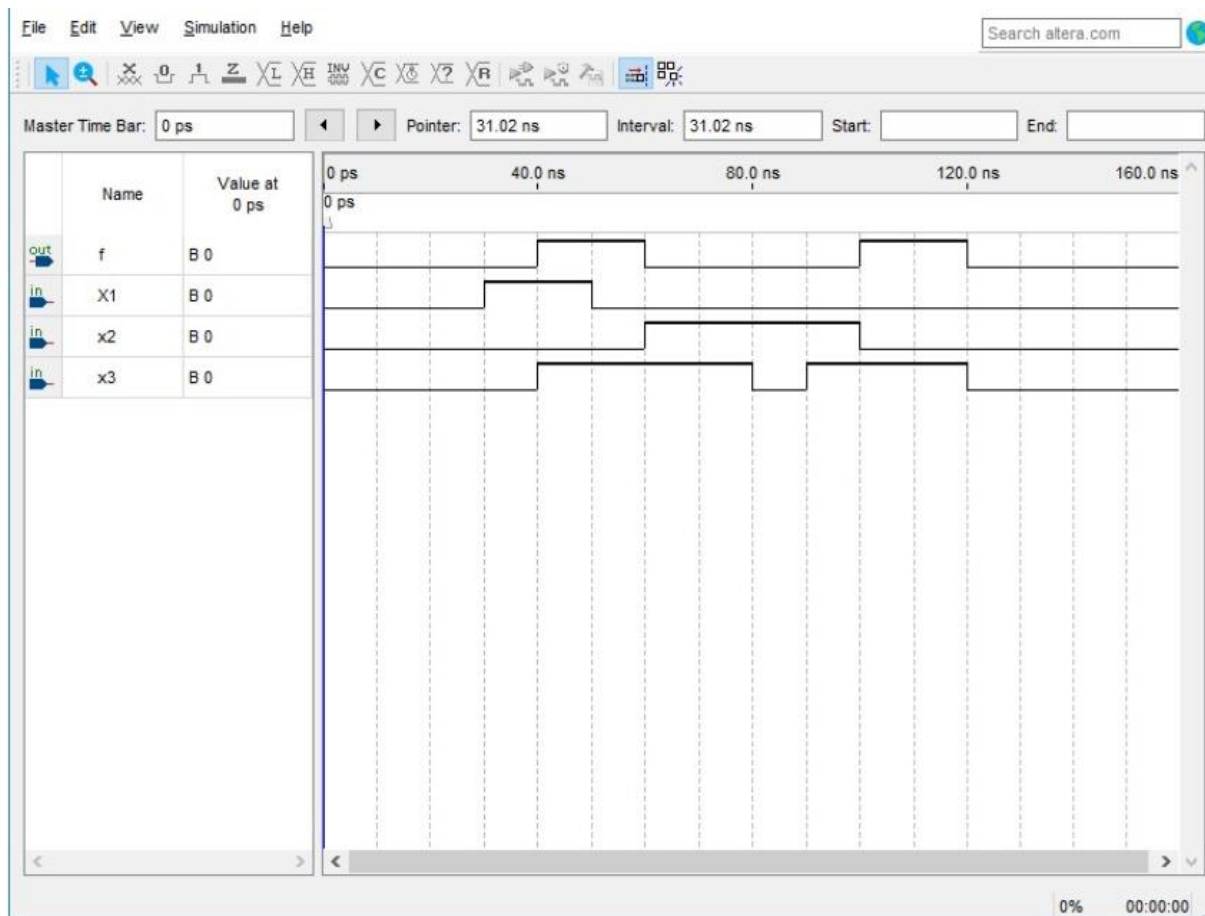 File Edit View Simulation Help
Search altera.com
Master Time Bar: 0 ps Pointer: 31.02 ns Interval: 31.02 ns Start: End:
Name Value at 0 ps
0 ps 40.0 ns 80.0 ns 120.0 ns 160.0 ns
0 ps
out f B 0
in X1 B 0
in x2 B 0
in x3 B 0
0% 00:00:00